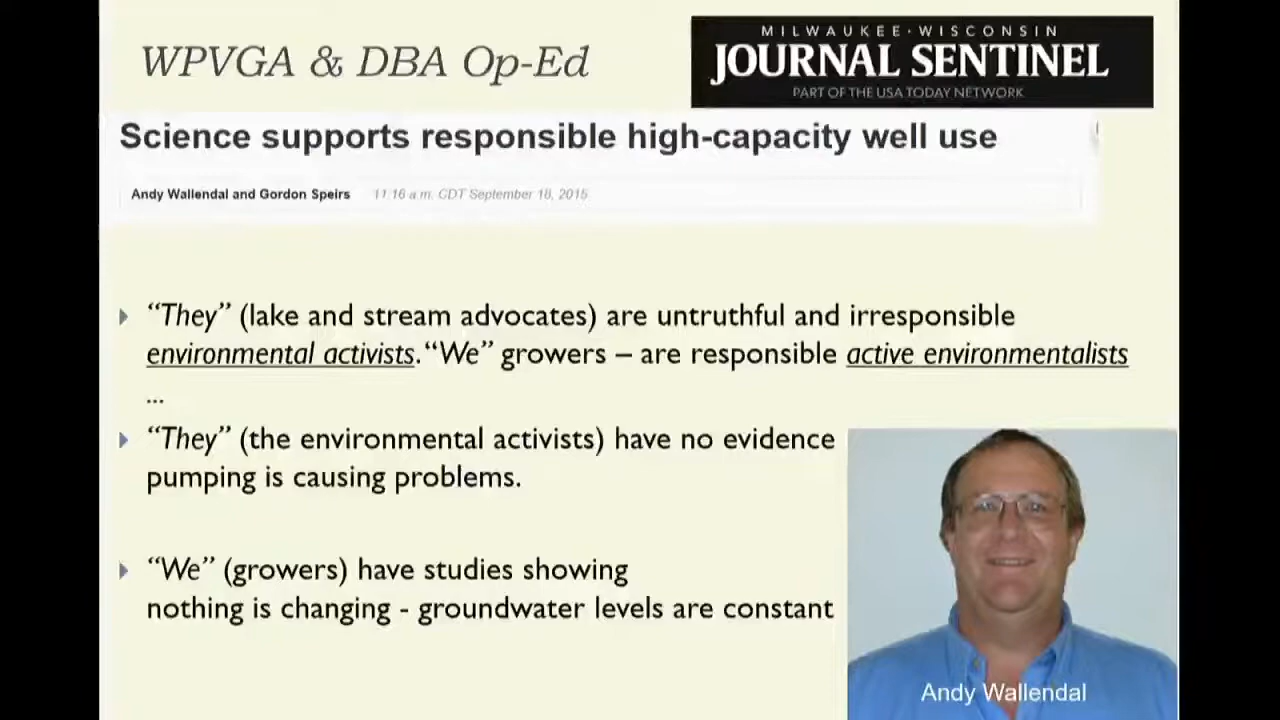 WPVGA & DBA Op-Ed
MILWAUKEE · WISCONSIN
JOURNAL SENTINEL
PART OF THE USA TODAY NETWORK
Science supports responsible high-capacity well use
Andy Wallendal and Gordon Speirs 11:16 a.m. CDT September 18, 2015
“They” (lake and stream advocates) are untruthful and irresponsible
environmental activists. “We” growers – are responsible active environmentalists
...
“They” (the environmental activists) have no evidence
pumping is causing problems.
“We” (growers) have studies showing
nothing is changing - groundwater levels are constant
Andy Wallendal